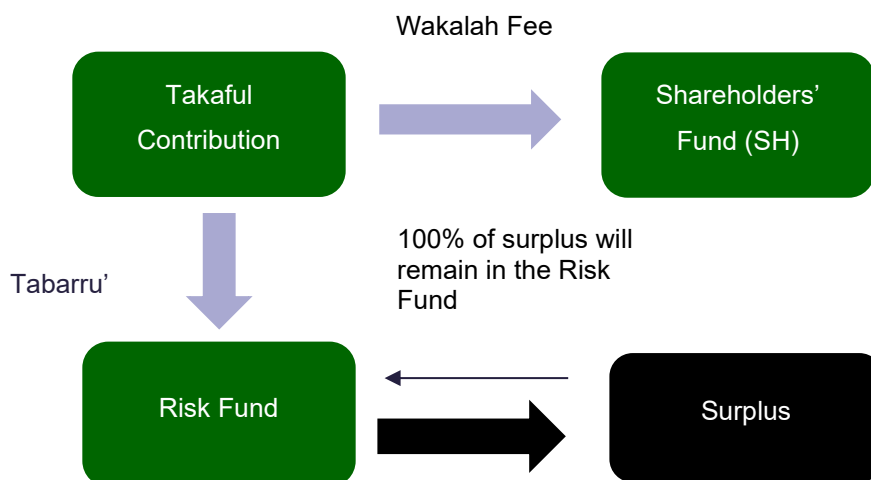 Wakalah Fee
Takaful
Contribution
Shareholders’
Fund (SH)
Tabarru’
100% of surplus will
remain in the Risk
Fund
Risk Fund
Surplus